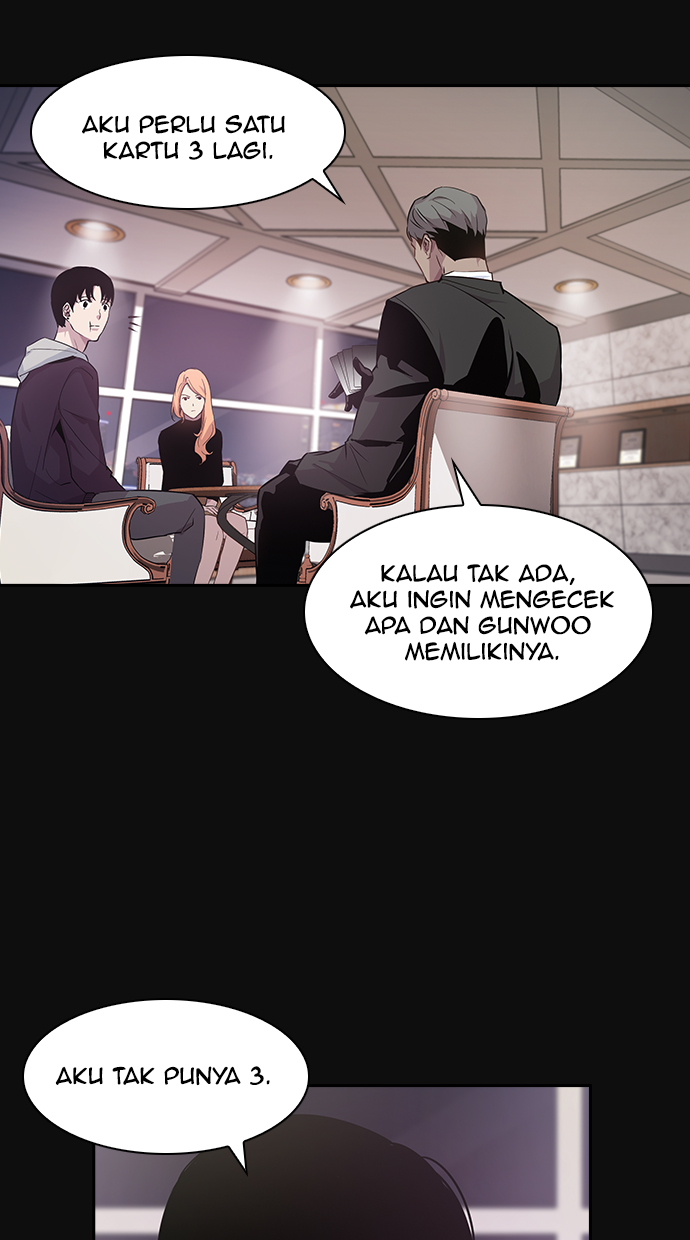 AKU PERLU SATU
KARTU 3 LAGI.
KALAU TAK ADA,
AKU INGIN MENGECEK
APA DAN GUNWOO
MEMILIKINYA.
AKU TAK PUNYA 3.